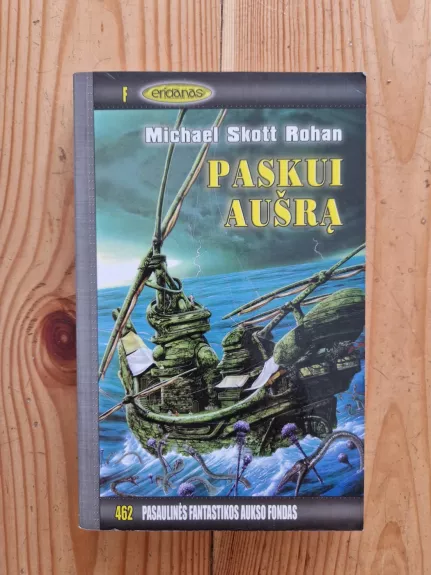 F
eridanas
Michael Skott Rohan
PASKUI
AUŠRĄ
462 PASAULINĖS FANTASTIKOS AUKSO FONDAS